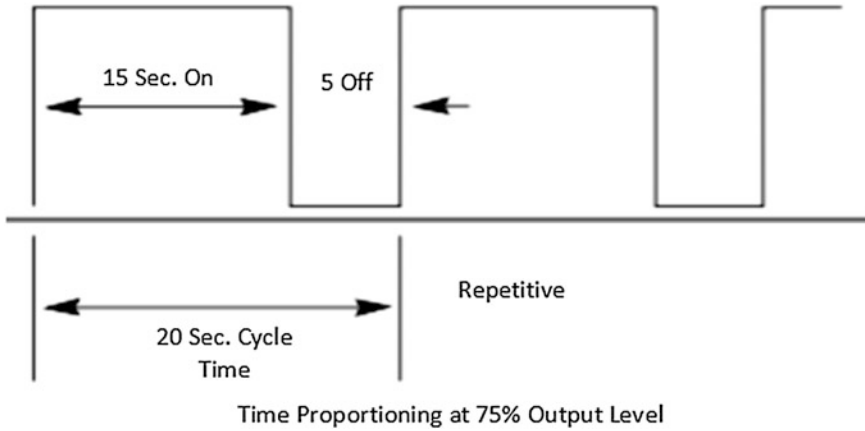 15 Sec. On
5 Off
Repetitive
20 Sec. Cycle
Time
Time Proportioning at 75% Output Level